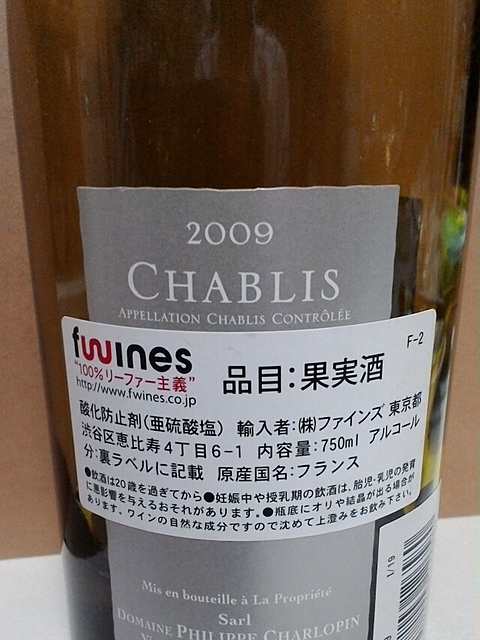 2009
CHABLIS
APPELLATION CHABLIS CONTRÔLÉE
fwines
F-2
"100%リーファー主義"
http://www.fwines.co.jp
品目:果実酒
酸化防止剤(亜硫酸塩) 輸入者:㈱ファインズ 東京都
渋谷区恵比寿4丁目6-1 内容量:750ml アルコール
分:裏ラベルに記載 原産国名:フランス
●飲酒は20歳を過ぎてから●妊娠中や授乳期の飲酒は、胎児・乳児の発育
に悪影響を与えるおそれがあります。●瓶底にオリや結晶が出る場合が
あります。ワインの自然な成分ですので沈めて上澄みをお飲み下さい。
1/19
Mis en bouteille à La Propriété
Sarl
DOMAINE PHILIPPE CHARLOPIN